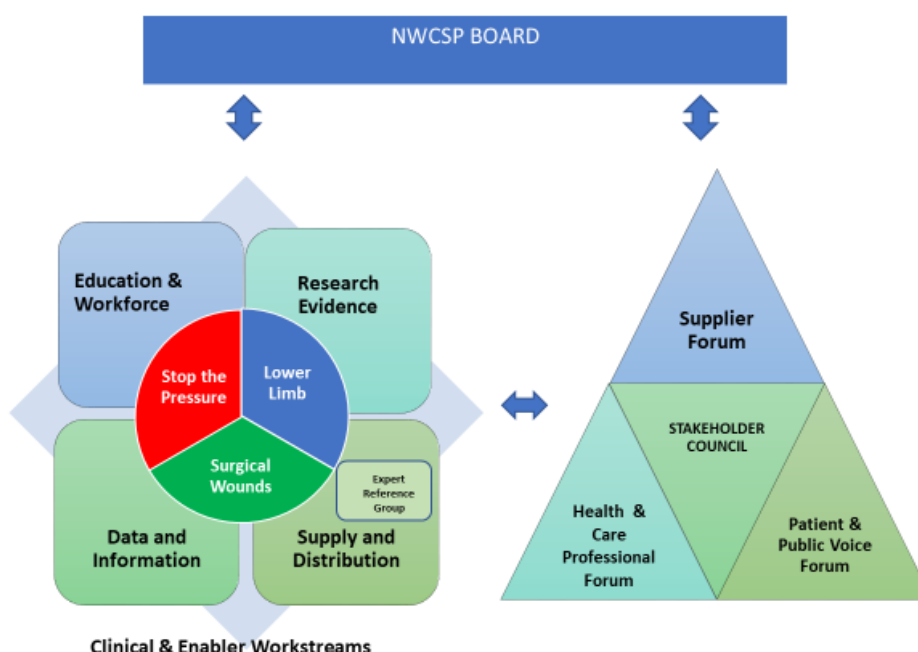 NWCSP BOARD
Education &
Workforce
Research
Evidence
Stop the
Pressure
Lower
Limb
Surgical
Wounds
Expert
Reference
Group
Data and
Information
Supply and
Distribution
Clinical & Enabler Workstreams
Supplier
Forum
STAKEHOLDER
COUNCIL
Health &
Care
Professional
Forum
Patient &
Public Voice
Forum